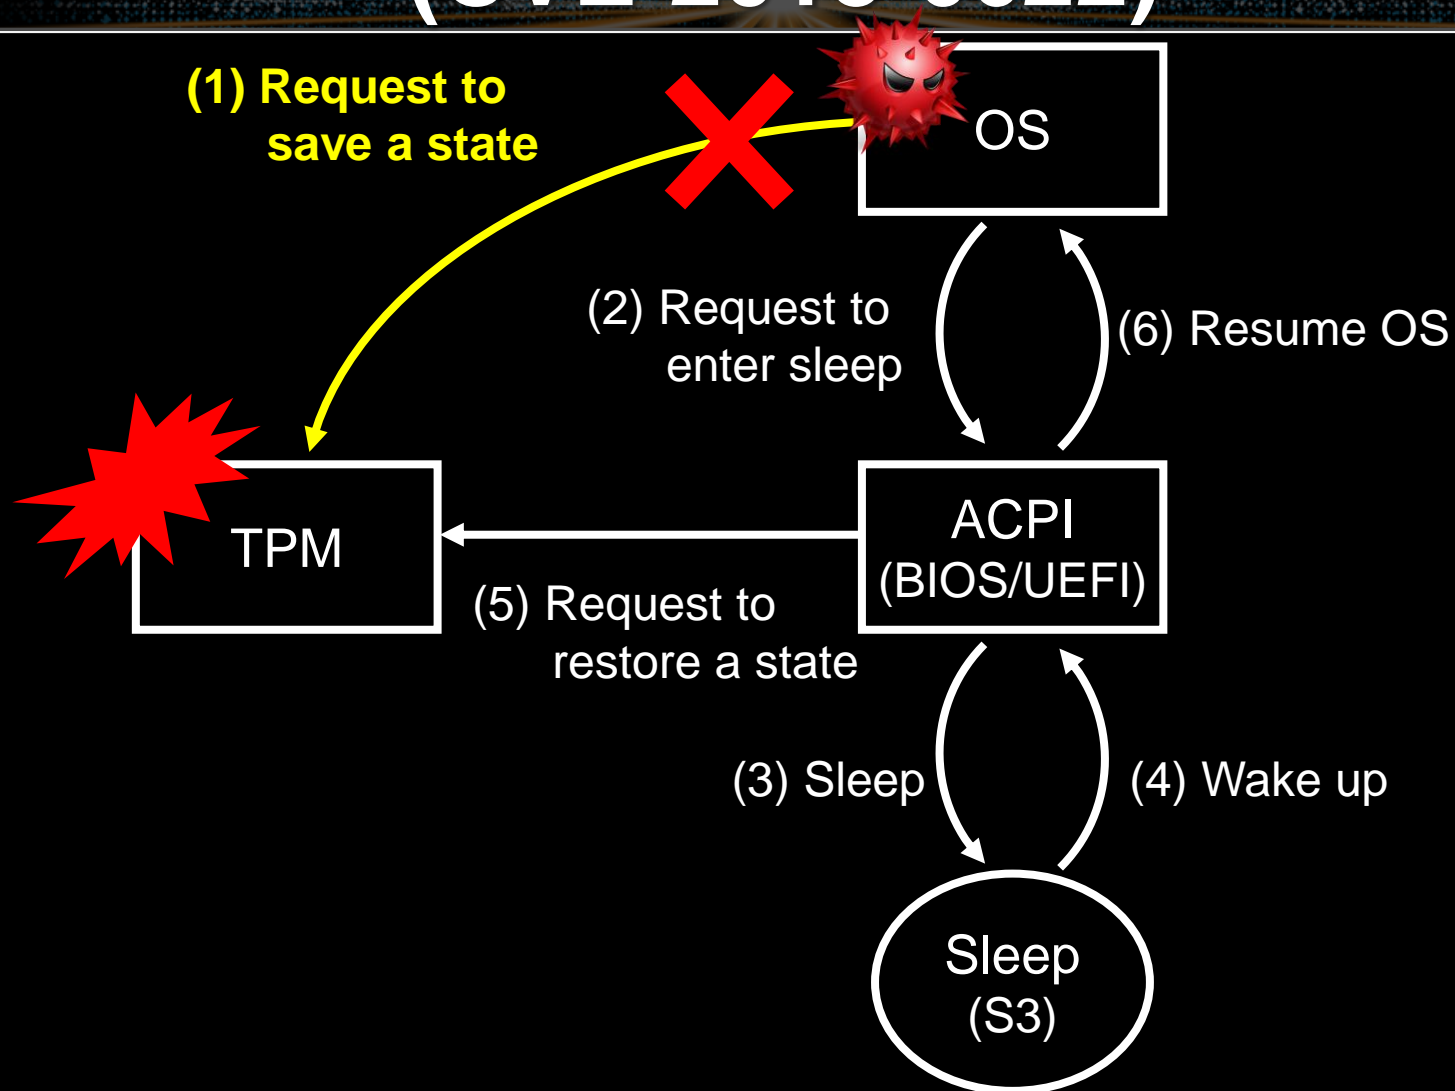 (1) Request to
save a state
OS
(2) Request to
enter sleep
(6) Resume OS
TPM
ACPI
(BIOS/UEFI)
(5) Request to
restore a state
(3) Sleep
(4) Wake up
Sleep
(S3)